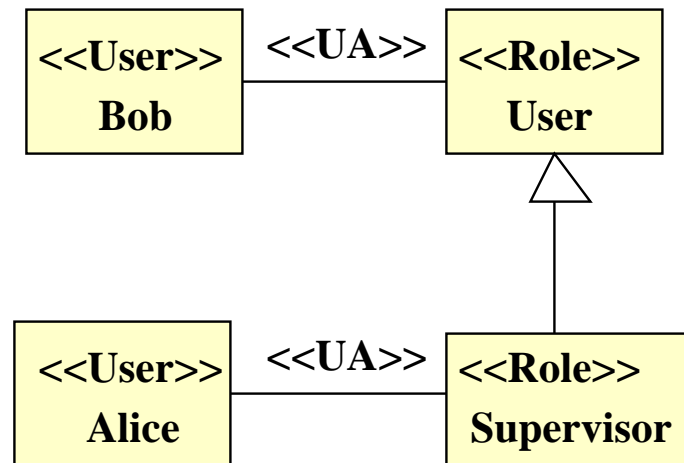 <<User>>
Bob
<<UA>>
<<Role>>
User
<<User>>
Alice
<<UA>>
<<Role>>
Supervisor